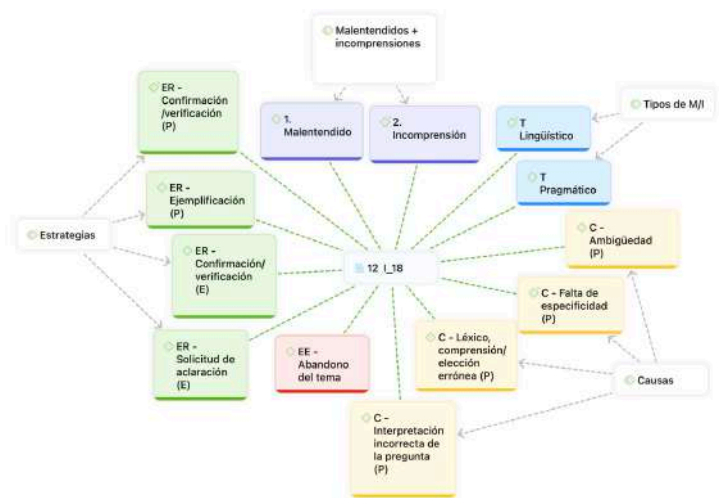 Malentendidos +
incomprensiones
ER -
Confirmación
/verificación
(P)
1.
Malentendido
2.
Incomprensión
T
Lingüístico
Tipos de M/I
T
Pragmático
ER -
Ejemplificación
(P)
Estrategias
ER -
Confirmación/
verificación
(E)
12 I_18
C -
Ambigüedad
(P)
ER -
Solicitud de
aclaración
(E)
EE -
Abandono
del tema
C - Léxico,
comprensión/
elección
errónea (P)
C - Falta de
especificidad
(P)
Causas
C -
Interpretación
incorrecta de
la pregunta
(P)